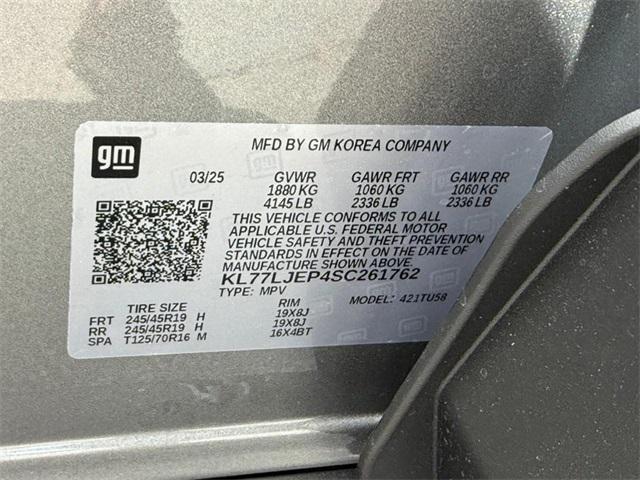 gm
MFD BY GM KOREA COMPANY
03/25 GVWR GAWR FRT GAWR RR
1880 KG 1060 KG 1060 KG
4145 LB 2336 LB 2336 LB
THIS VEHICLE CONFORMS TO ALL
APPLICABLE U.S. FEDERAL MOTOR
VEHICLE SAFETY AND THEFT PREVENTION
STANDARDS IN EFFECT ON THE DATE OF
MANUFACTURE SHOWN ABOVE.
KL77LJEP4SC261762
TYPE: MPV MODEL: 421TU58
TIRE SIZE RIM
FRT 245/45R19 H 19X8J
RR 245/45R19 H 19X8J
SPA T125/70R16 M 16X4BT